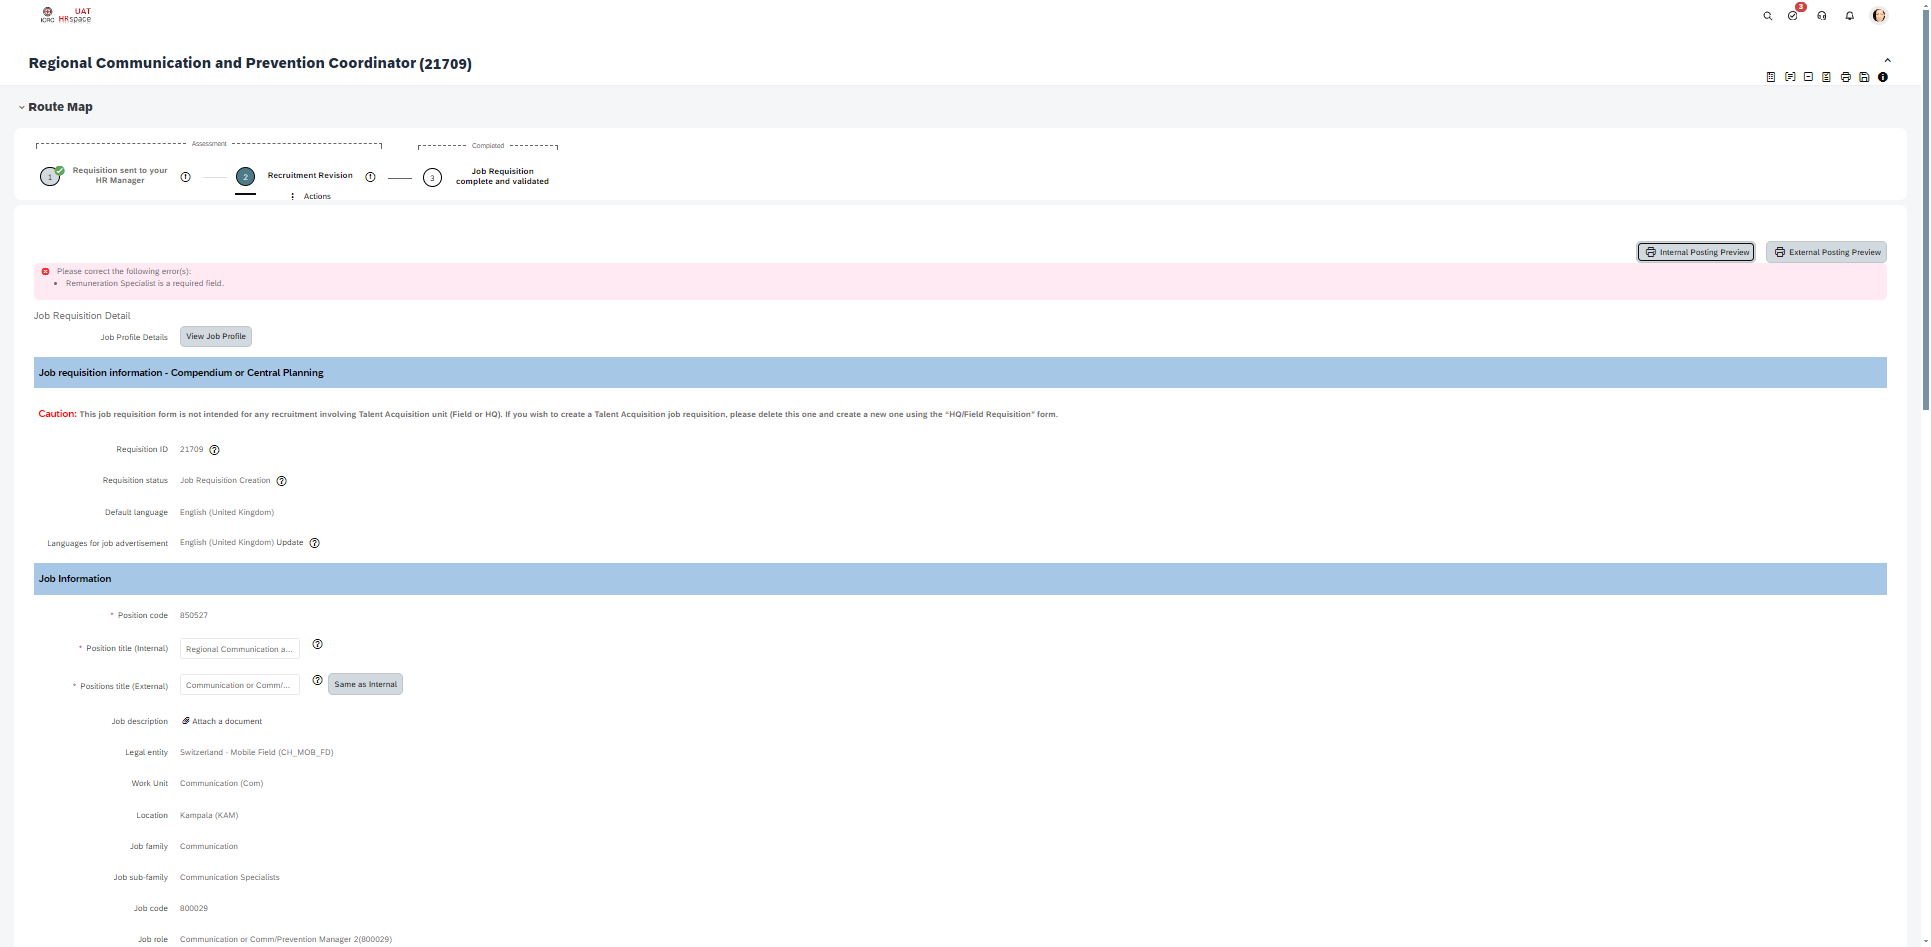 UAT
ICRC HRspace
3
Regional Communication and Prevention Coordinator (21709)
Route Map
Assessment
Completed
1 Requisition sent to your HR Manager
2 Recruitment Revision
Actions
3 Job Requisition complete and validated
Internal Posting Preview
External Posting Preview
Please correct the following error(s):
Remuneration Specialist is a required field.
Job Requisition Detail
Job Profile Details View Job Profile
Job requisition information - Compendium or Central Planning
Caution: This job requisition form is not intended for any recruitment involving Talent Acquisition unit (Field or HQ). If you wish to create a Talent Acquisition job requisition, please delete this one and create a new one using the “HQ/Field Requisition” form.
Requisition ID 21709
Requisition status Job Requisition Creation
Default language English (United Kingdom)
Languages for job advertisement English (United Kingdom) Update
Job Information
* Position code 850527
* Position title (Internal) Regional Communication a...
* Positions title (External) Communication or Comm/... Same as Internal
Job description Attach a document
Legal entity Switzerland - Mobile Field (CH_MOB_FD)
Work Unit Communication (Com)
Location Kampala (KAM)
Job family Communication
Job sub-family Communication Specialists
Job code 800029
Job role Communication or Comm/Prevention Manager 2(800029)